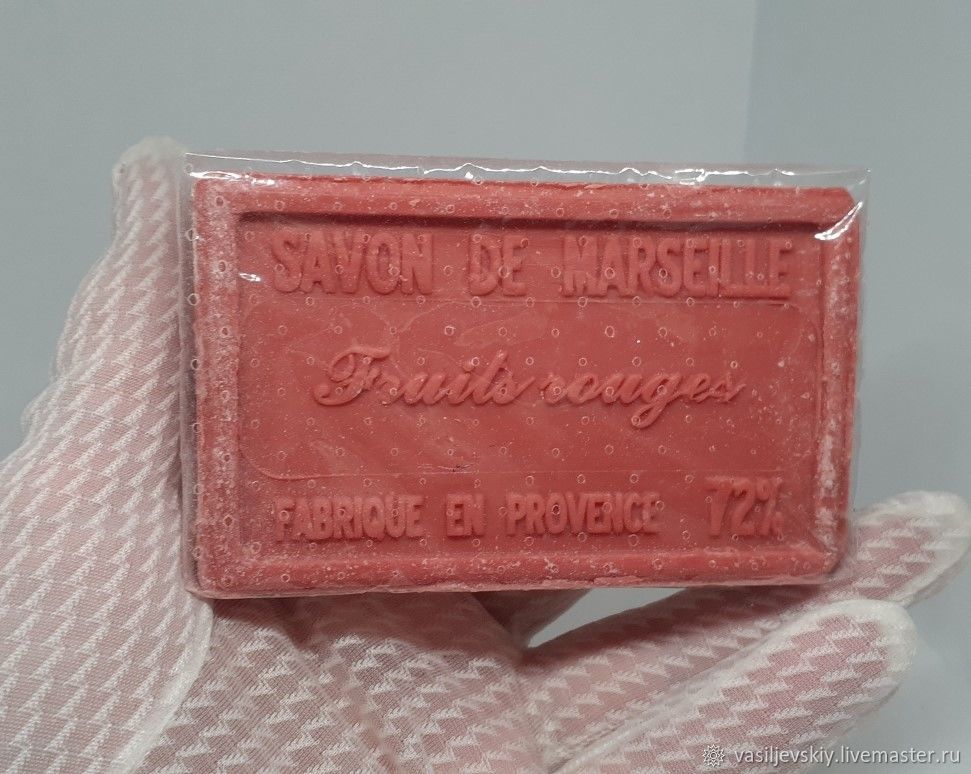 SAVON DE MARSEILLE
Fruits rouges
FABRIQUE EN PROVENCE 72%
vasiljevskiy.livemaster.ru